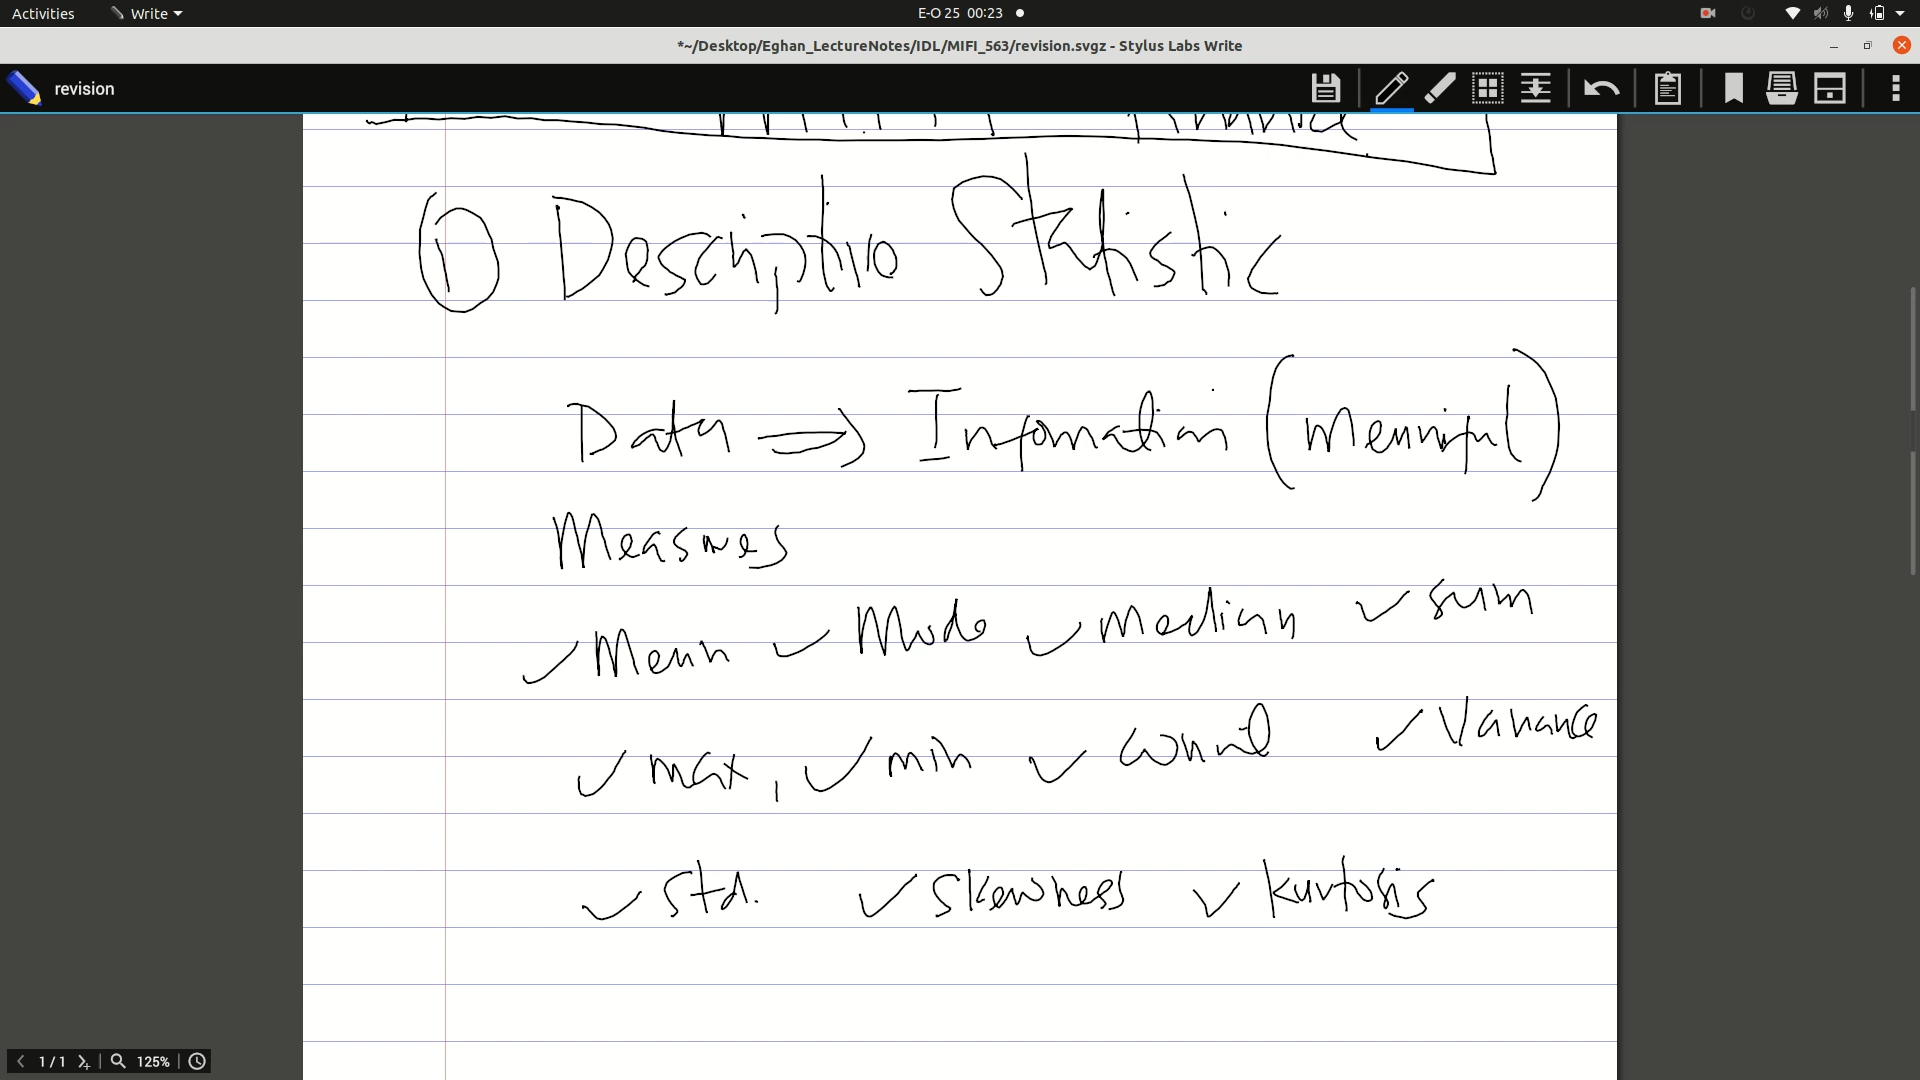 Activities Write E-O 25 00:23
*~/Desktop/Eghan_LectureNotes/IDL/MIFI_563/revision.svgz - Stylus Labs Write
revision
① Descriptive Statistic
Data ⇒ Information (Meaningful)
Measures
✓ Mean ✓ Mode ✓ Median ✓ sum
✓ max, ✓ min ✓ count ✓ Variance
✓ Std. ✓ Skewness ✓ Kurtosis
1 / 1 125%